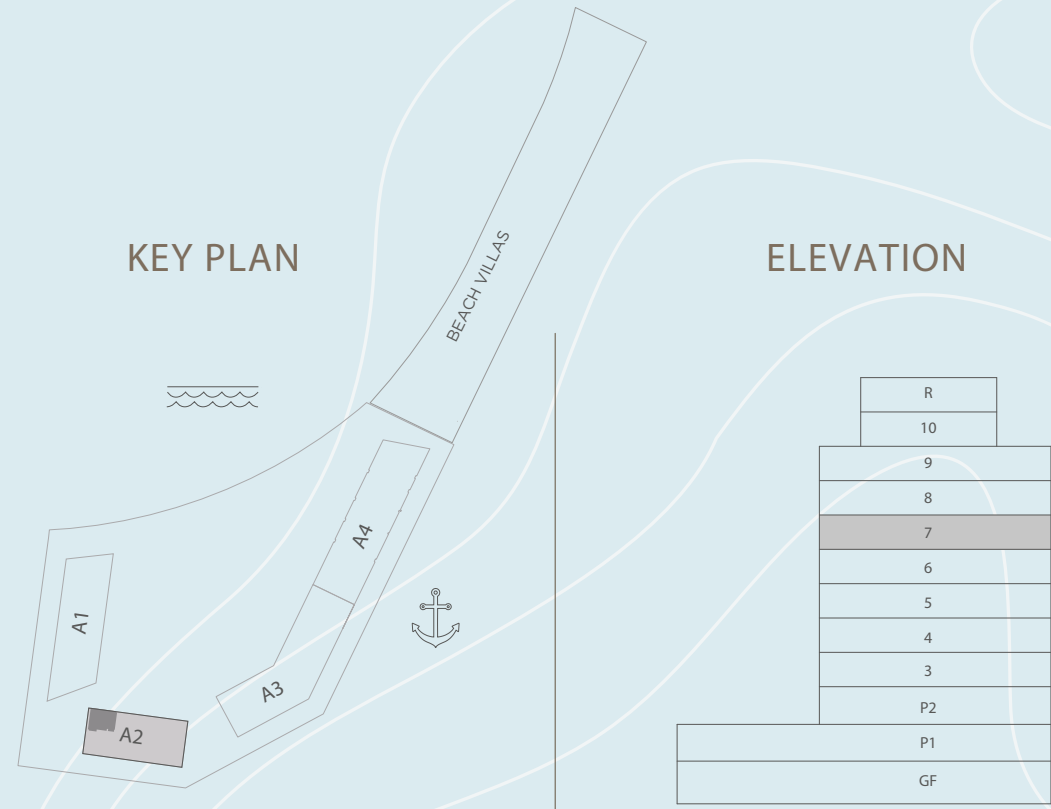 KEY PLAN
BEACH VILLAS
A4
A1
A3
A2
ELEVATION
R
10
9
8
7
6
5
4
3
P2
P1
GF